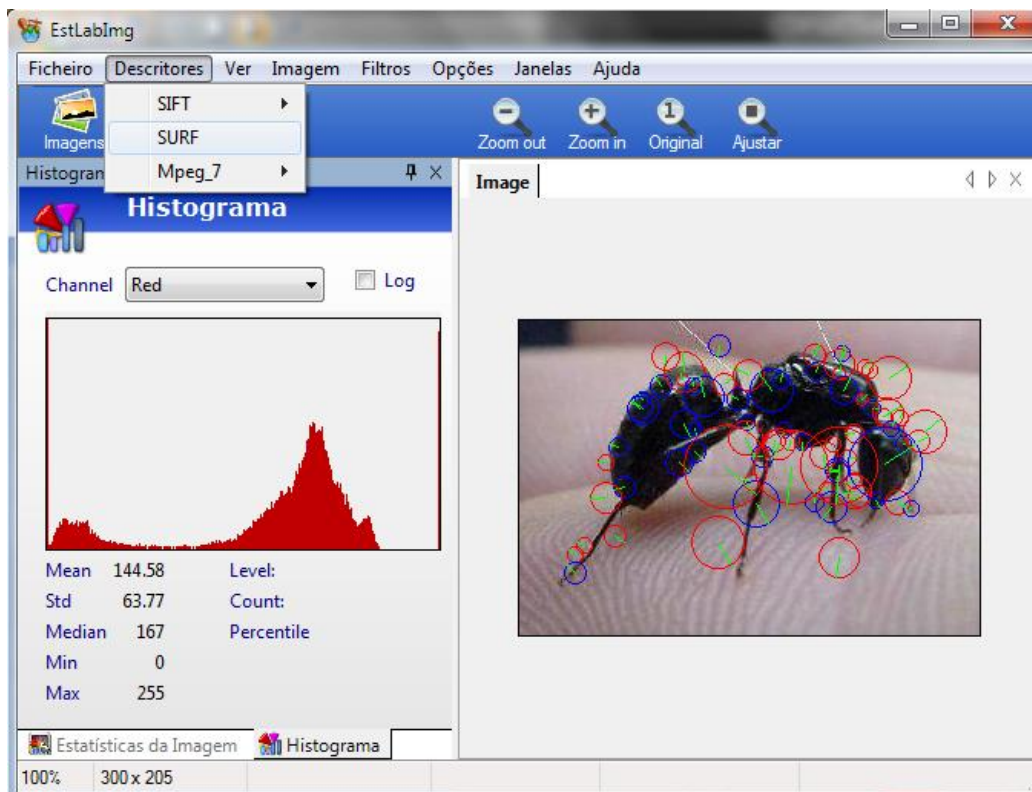 EstLabImg
Ficheiro Descritores Ver Imagem Filtros Opções Janelas Ajuda
SIFT
SURF
Mpeg_7
Imagens
Zoom out Zoom in Original Ajustar
Histogram
Histograma
Channel Red Log
Mean 144.58 Level:
Std 63.77 Count:
Median 167 Percentile
Min 0
Max 255
Estatísticas da Imagem Histograma
Image
100% 300 x 205